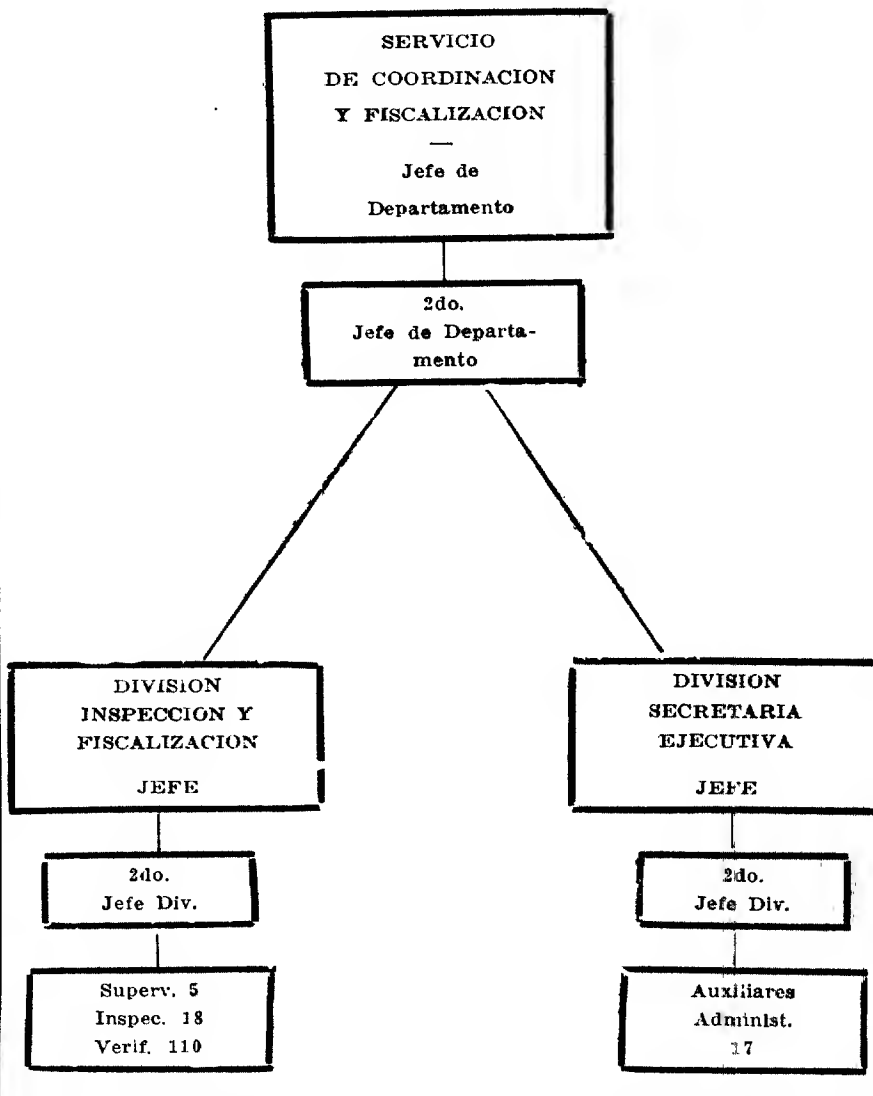 SERVICIO
DE COORDINACION
Y FISCALIZACION
—
Jefe de
Departamento
2do.
Jefe de Departa-
mento
DIVISION
INSPECCION Y
FISCALIZACION
JEFE
2do.
Jefe Div.
Superv. 5
Inspec. 18
Verif. 110
DIVISION
SECRETARIA
EJECUTIVA
JEFE
2do.
Jefe Div.
Auxiliares
Administ.
17